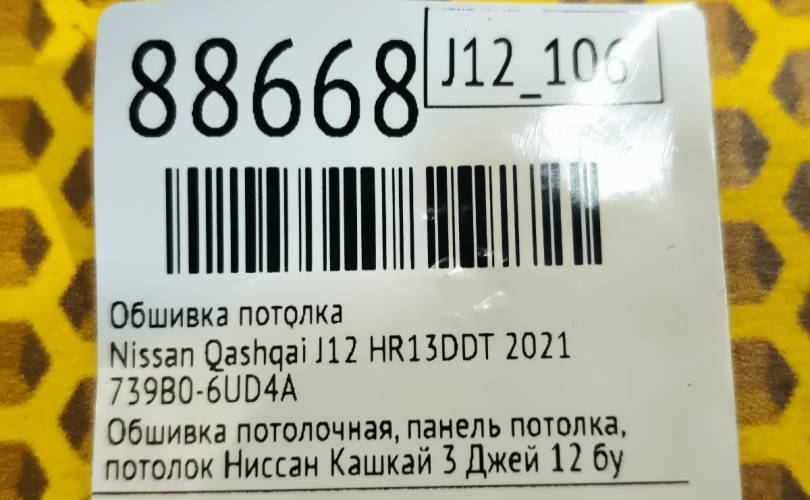 88668
J12_106
Обшивка потолка
Nissan Qashqai J12 HR13DDT 2021
739B0-6UD4A
Обшивка потолочная, панель потолка,
потолок Ниссан Кашкай 3 Джей 12 бу